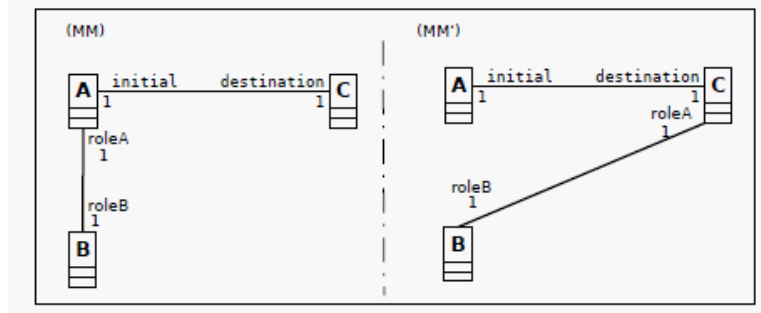 (MM)
(MM')
A
initial
destination
C
1
1
roleA
1
roleB
1
B
A
initial
destination
C
1
1
roleA
1
roleB
1
B